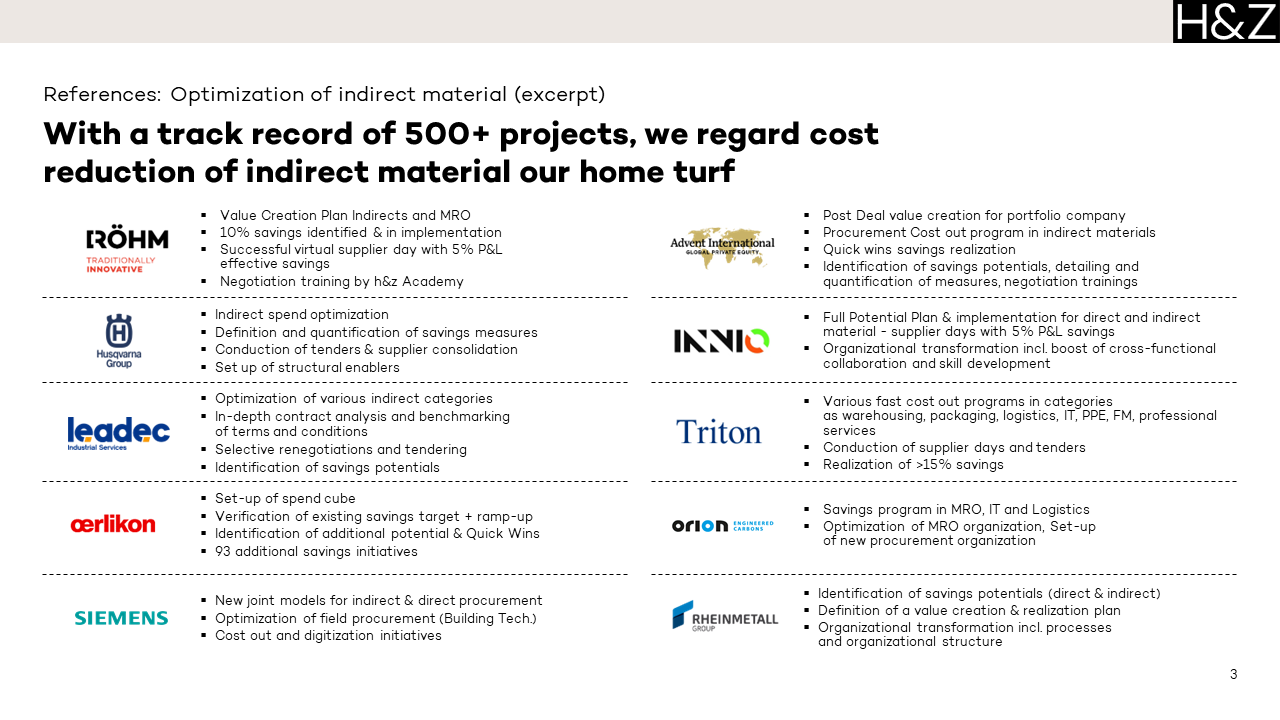 H&Z
References: Optimization of indirect material (excerpt)
With a track record of 500+ projects, we regard cost
reduction of indirect material our home turf
RÖHM
TRADITIONALLY
INNOVATIVE
▪ Value Creation Plan Indirects and MRO
▪ 10% savings identified & in implementation
▪ Successful virtual supplier day with 5% P&L
effective savings
▪ Negotiation training by h&z Academy
Husqvarna
Group
▪ Indirect spend optimization
▪ Definition and quantification of savings measures
▪ Conduction of tenders & supplier consolidation
▪ Set up of structural enablers
leadec
Industrial Services
▪ Optimization of various indirect categories
▪ In-depth contract analysis and benchmarking
of terms and conditions
▪ Selective renegotiations and tendering
▪ Identification of savings potentials
œrlikon
▪ Set-up of spend cube
▪ Verification of existing savings target + ramp-up
▪ Identification of additional potential & Quick Wins
▪ 93 additional savings initiatives
SIEMENS
▪ New joint models for indirect & direct procurement
▪ Optimization of field procurement (Building Tech.)
▪ Cost out and digitization initiatives
Advent International
GLOBAL PRIVATE EQUITY
▪ Post Deal value creation for portfolio company
▪ Procurement Cost out program in indirect materials
▪ Quick wins savings realization
▪ Identification of savings potentials, detailing and
quantification of measures, negotiation trainings
INNIO
▪ Full Potential Plan & implementation for direct and indirect
material - supplier days with 5% P&L savings
▪ Organizational transformation incl. boost of cross-functional
collaboration and skill development
Triton
▪ Various fast cost out programs in categories
as warehousing, packaging, logistics, IT, PPE, FM, professional
services
▪ Conduction of supplier days and tenders
▪ Realization of >15% savings
orion ENGINEERED
CARBONS
▪ Savings program in MRO, IT and Logistics
▪ Optimization of MRO organization, Set-up
of new procurement organization
RHEINMETALL
GROUP
▪ Identification of savings potentials (direct & indirect)
▪ Definition of a value creation & realization plan
▪ Organizational transformation incl. processes
and organizational structure
3